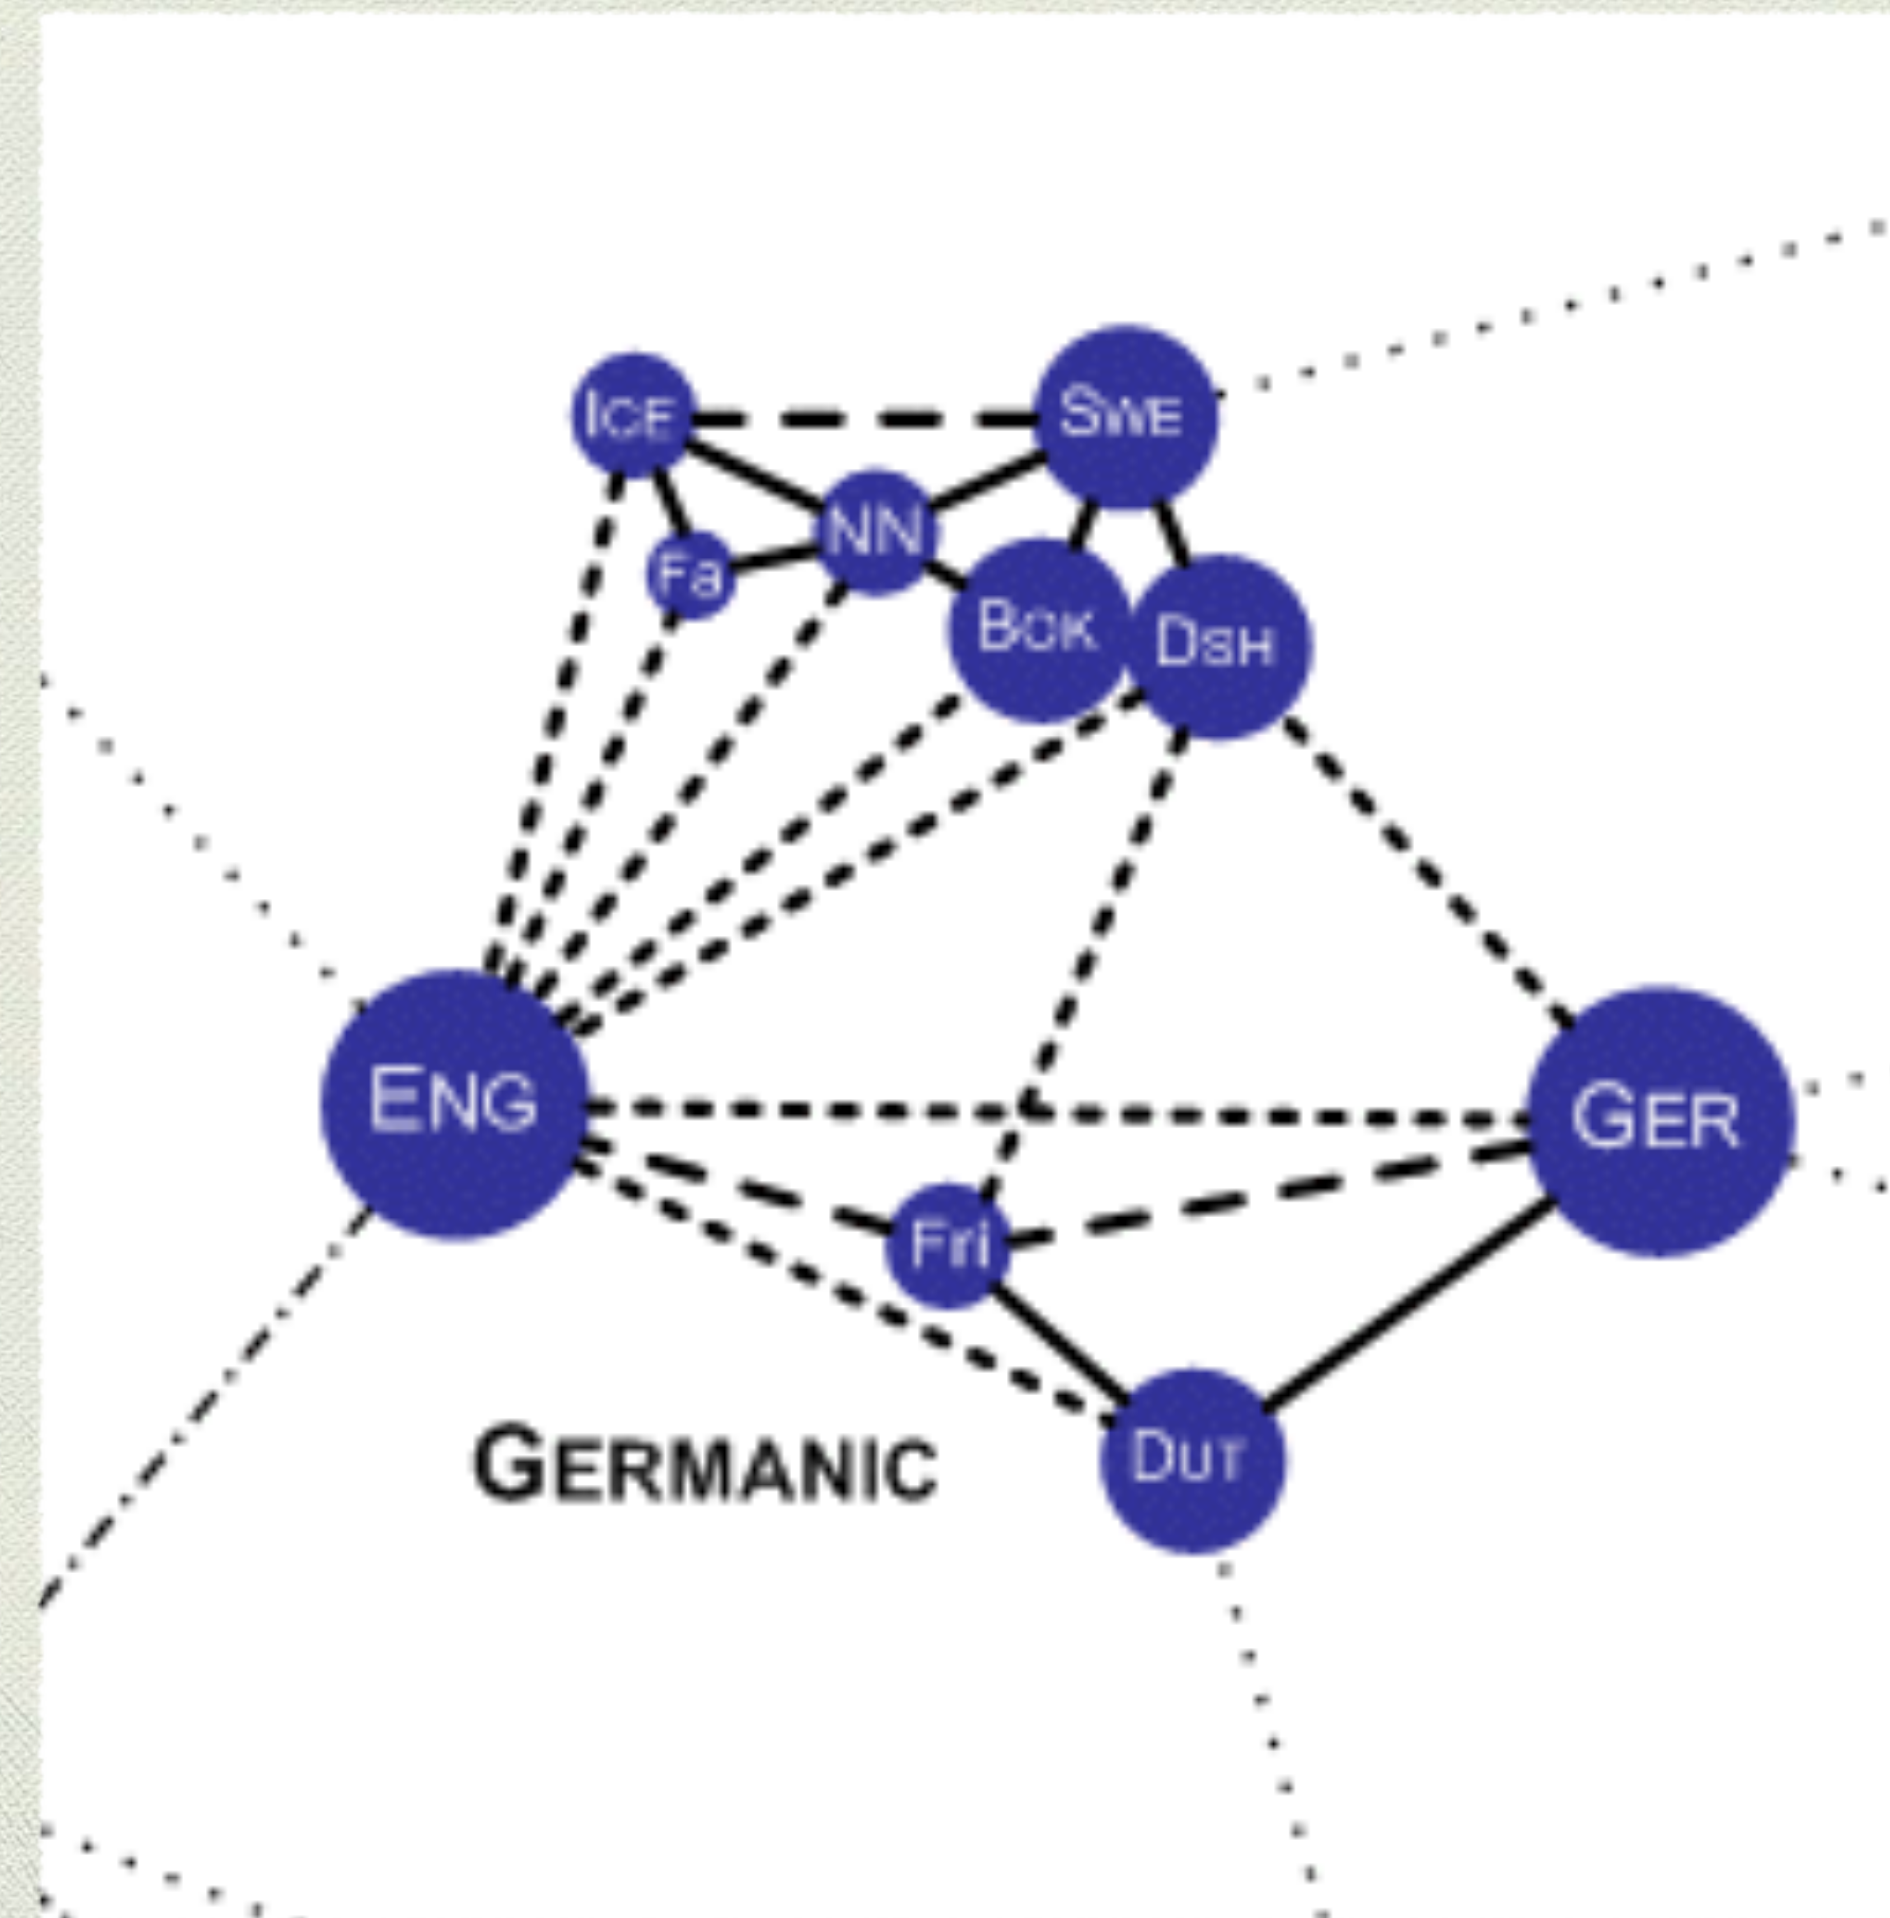 ICE
SWE
NN
Fa
BOK
DSH
ENG
GER
Fri
DUT
GERMANIC